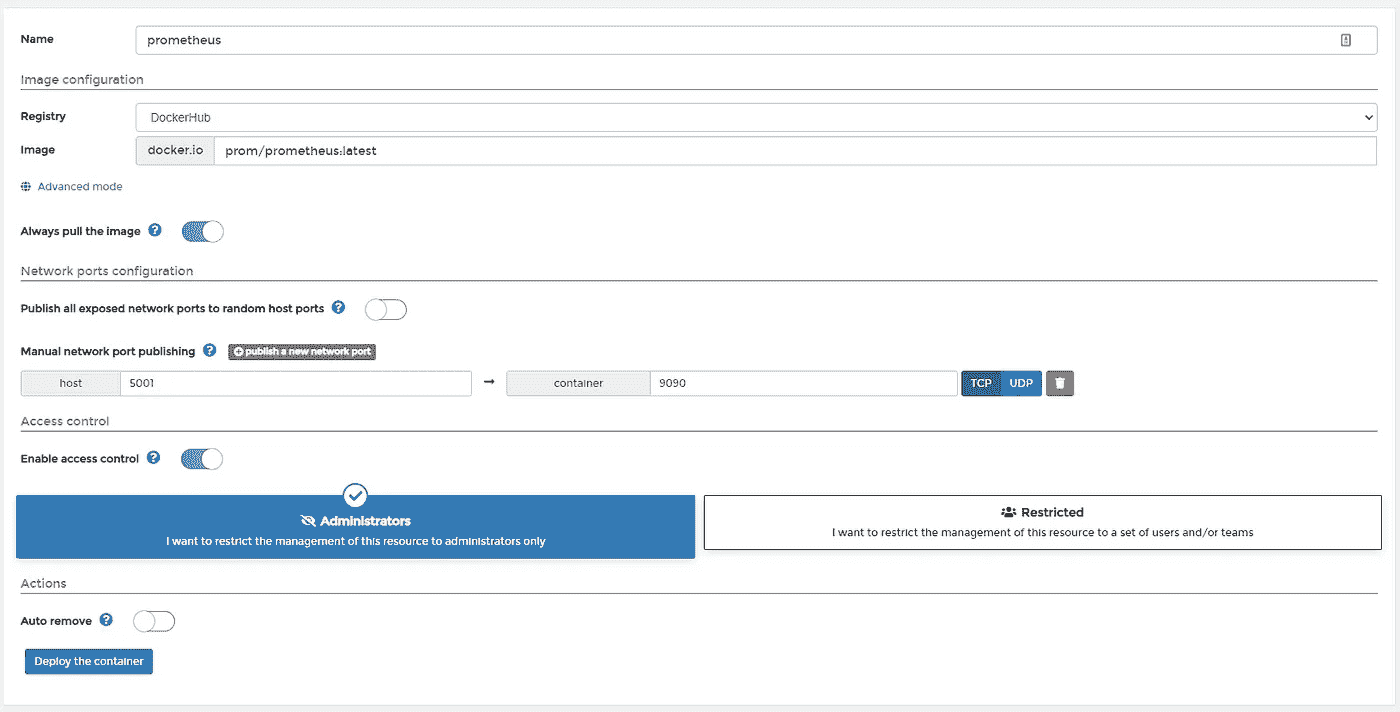 Name prometheus
Image configuration
Registry DockerHub
Image docker.io prom/prometheus:latest
Advanced mode
Always pull the image ?
Network ports configuration
Publish all exposed network ports to random host ports ?
Manual network port publishing ? publish a new network port
host 5001 → container 9090 TCP UDP
Access control
Enable access control ?
Administrators
I want to restrict the management of this resource to administrators only
Restricted
I want to restrict the management of this resource to a set of users and/or teams
Actions
Auto remove ?
Deploy the container